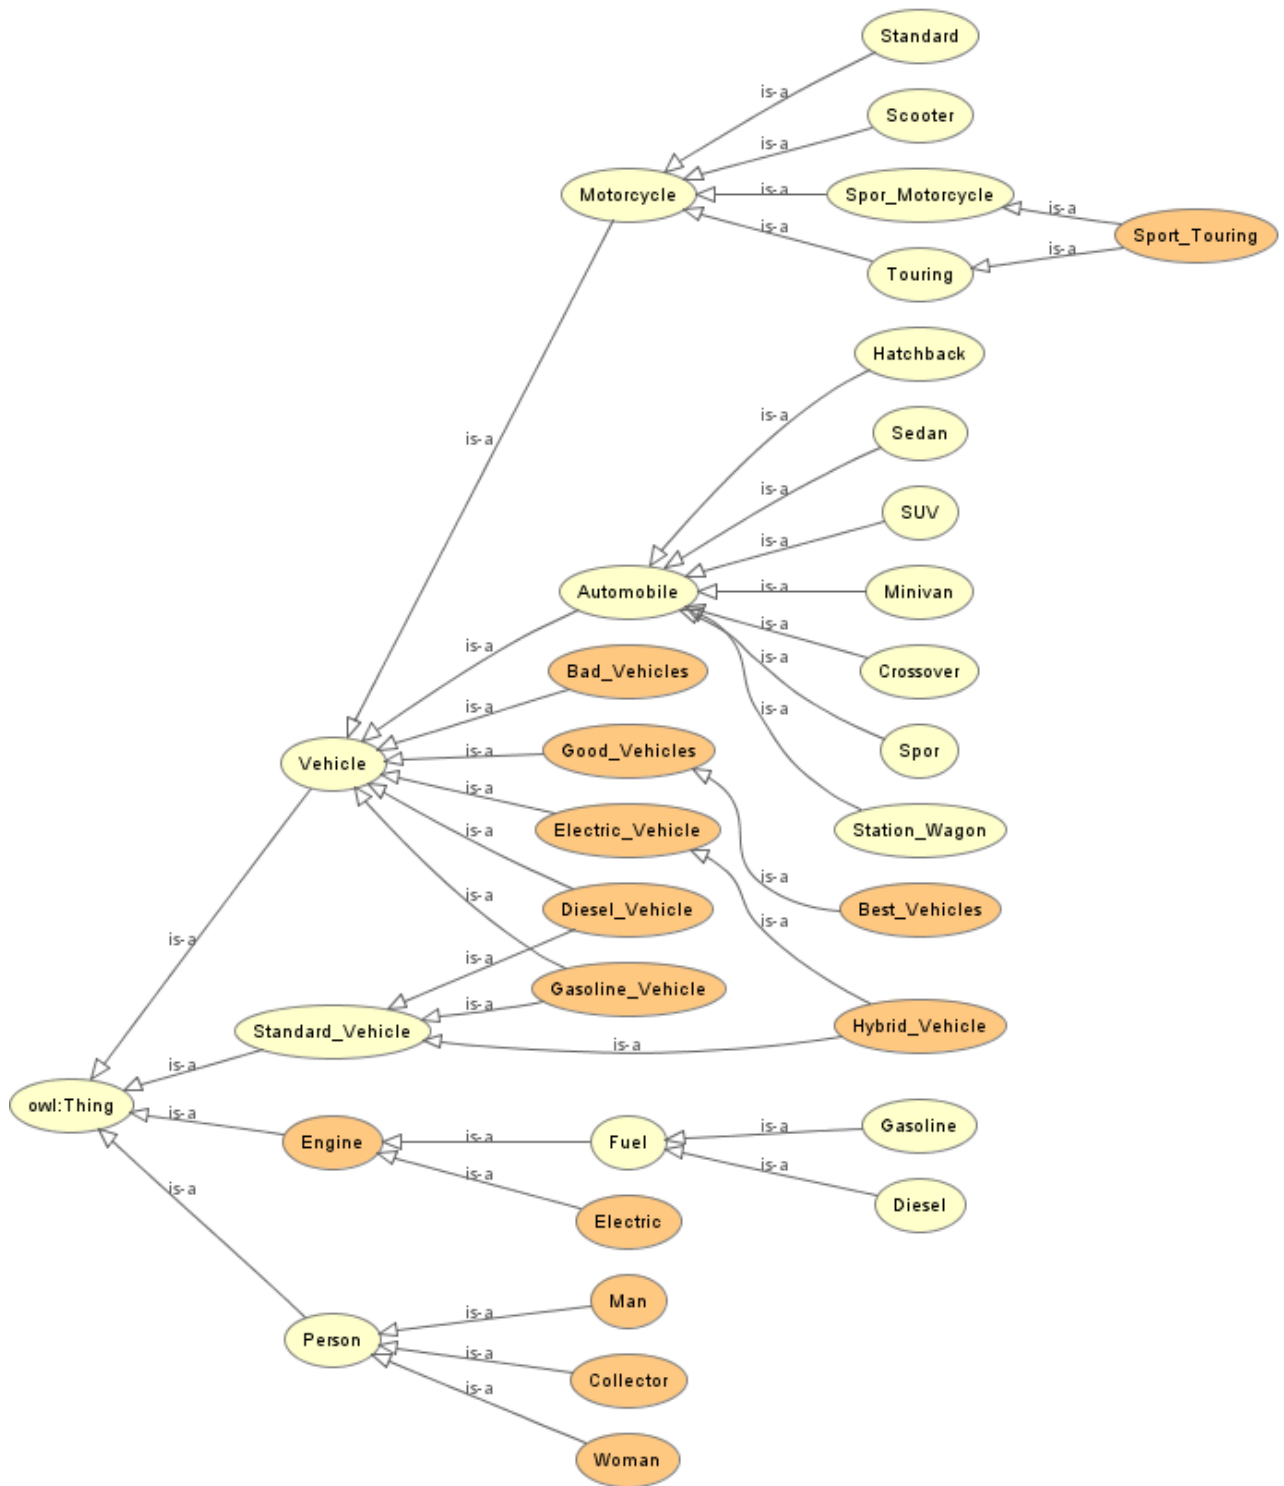 Standard
is-a
Scooter
is-a
Motorcycle
is-a
Spor_Motorcycle
is-a
Sport_Touring
is-a
is-a
Touring
Hatchback
is-a
is-a
Sedan
is-a
SUV
is-a
Automobile
is-a
Minivan
is-a
is-a
Bad_Vehicles
is-a
Crossover
is-a
is-a
Vehicle
is-a
Good_Vehicles
Spor
is-a
Electric_Vehicle
is-a
Station_Wagon
is-a
is-a
Diesel_Vehicle
is-a
Best_Vehicles
is-a
is-a
is-a
Gasoline_Vehicle
is-a
Standard_Vehicle
Hybrid_Vehicle
is-a
is-a
owl:Thing
is-a
Engine
is-a
Fuel
is-a
Gasoline
is-a
is-a
is-a
Electric
Diesel
Man
is-a
Person
is-a
Collector
is-a
Woman